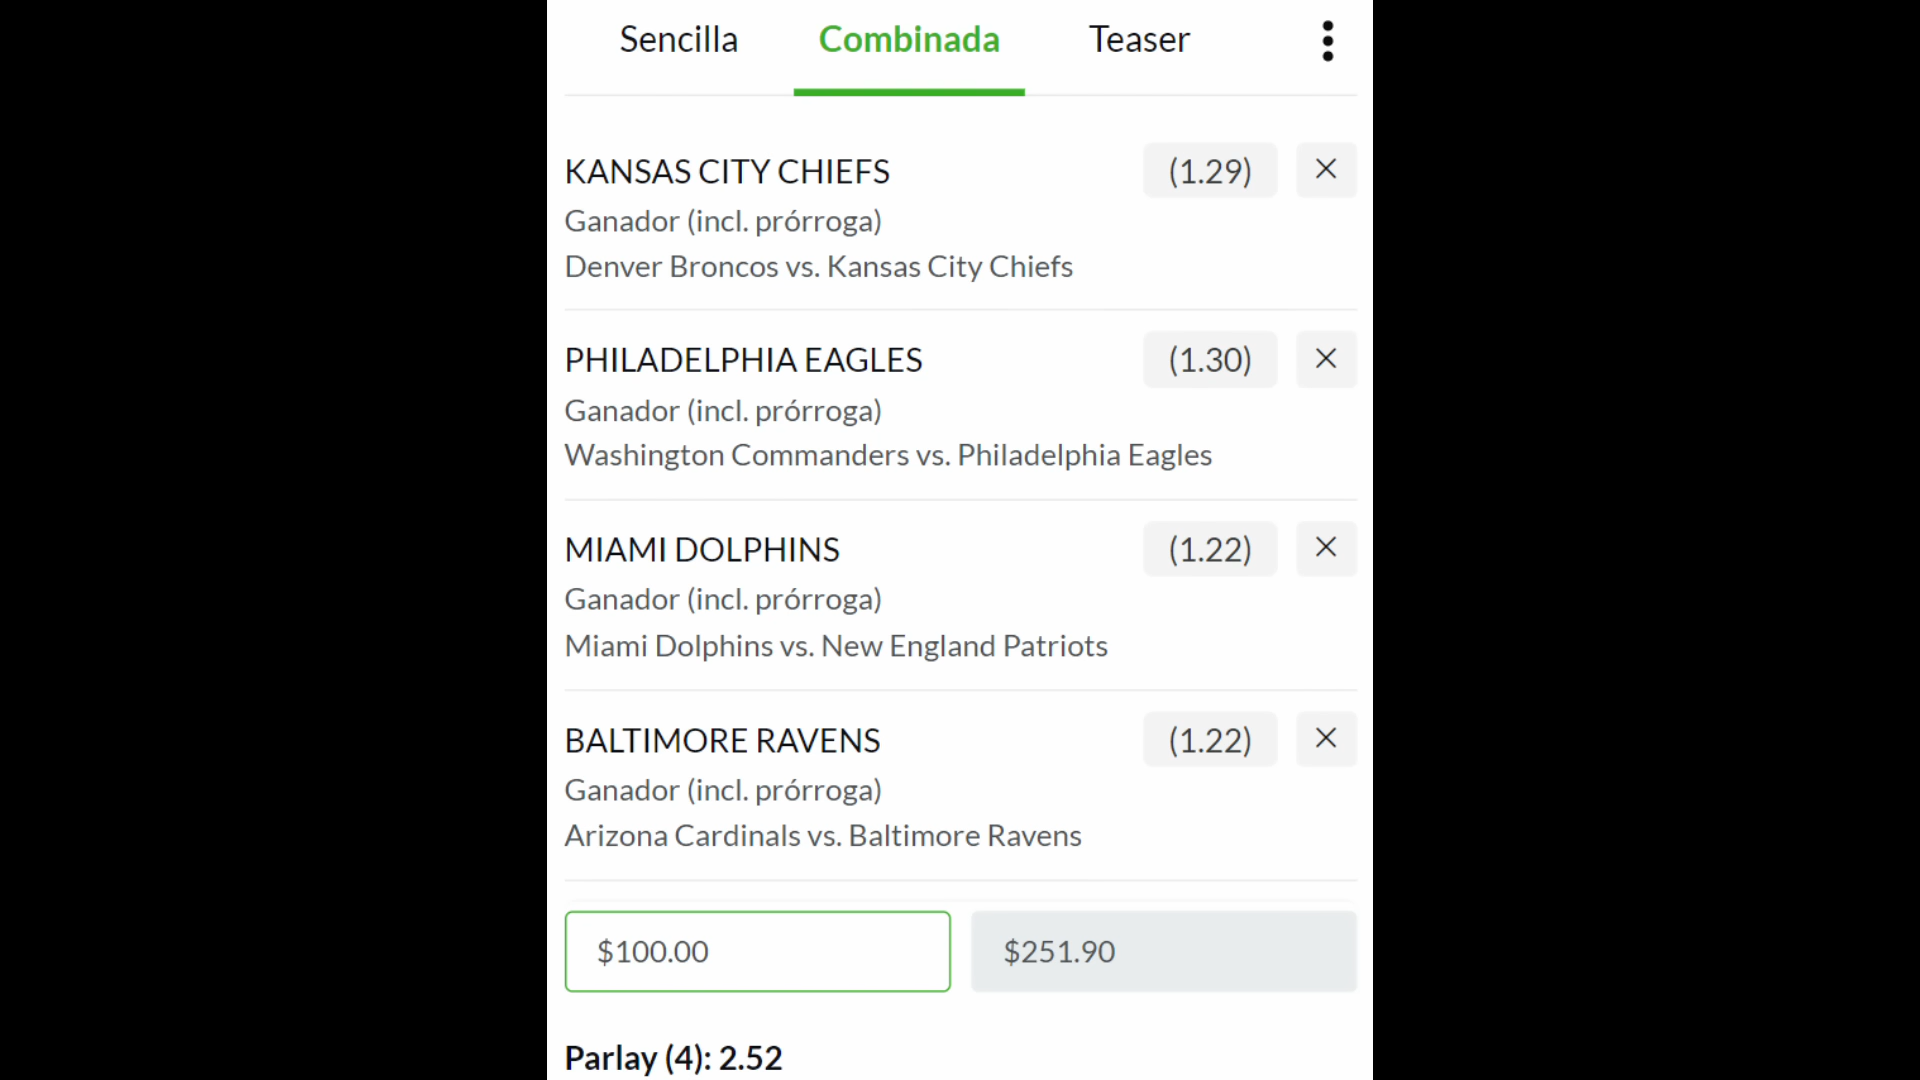 Sencilla Combinada Teaser
KANSAS CITY CHIEFS (1.29)
Ganador (incl. prórroga)
Denver Broncos vs. Kansas City Chiefs
PHILADELPHIA EAGLES (1.30)
Ganador (incl. prórroga)
Washington Commanders vs. Philadelphia Eagles
MIAMI DOLPHINS (1.22)
Ganador (incl. prórroga)
Miami Dolphins vs. New England Patriots
BALTIMORE RAVENS (1.22)
Ganador (incl. prórroga)
Arizona Cardinals vs. Baltimore Ravens
$100.00 $251.90
Parlay (4): 2.52